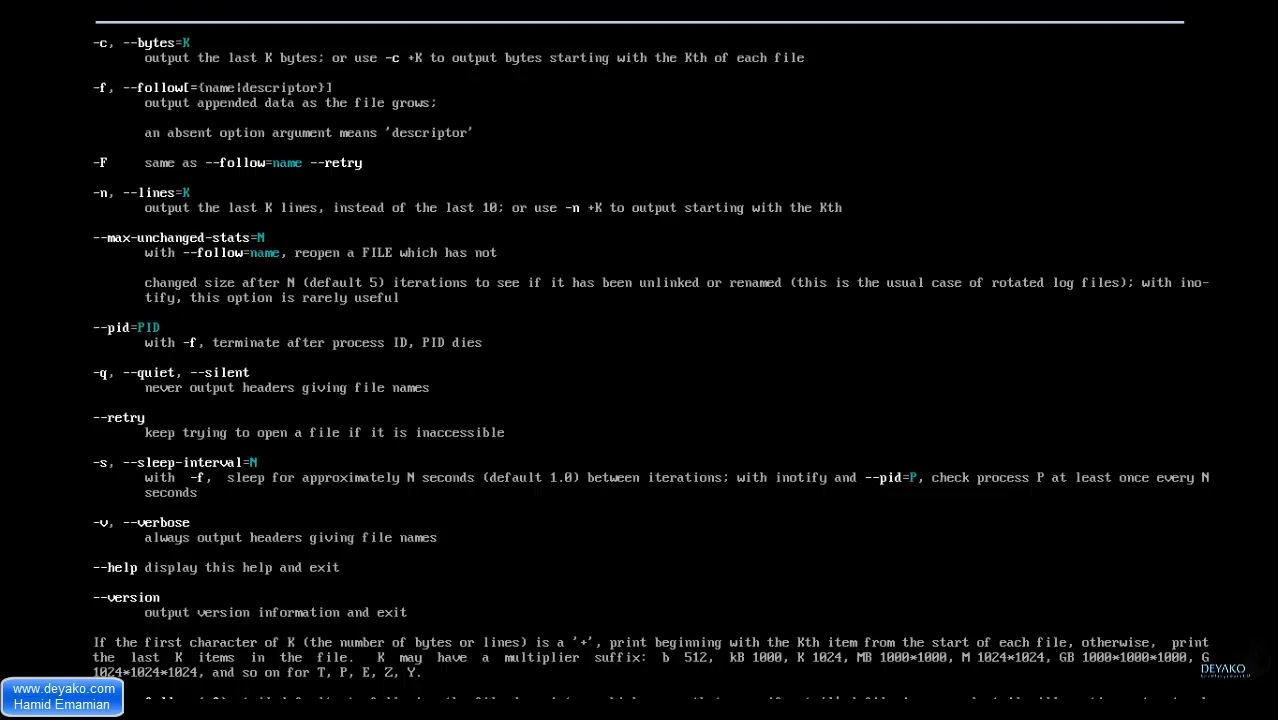 -c, --bytes=K
output the last K bytes; or use -c +K to output bytes starting with the Kth of each file
-f, --follow[={name|descriptor}]
output appended data as the file grows;
an absent option argument means 'descriptor'
-F same as --follow=name --retry
-n, --lines=K
output the last K lines, instead of the last 10; or use -n +K to output starting with the Kth
--max-unchanged-stats=N
with --follow=name, reopen a FILE which has not
changed size after N (default 5) iterations to see if it has been unlinked or renamed (this is the usual case of rotated log files); with ino-
tify, this option is rarely useful
--pid=PID
with -f, terminate after process ID, PID dies
-q, --quiet, --silent
never output headers giving file names
--retry
keep trying to open a file if it is inaccessible
-s, --sleep-interval=N
with -f, sleep for approximately N seconds (default 1.0) between iterations; with inotify and --pid=P, check process P at least once every N
seconds
-v, --verbose
always output headers giving file names
--help display this help and exit
--version
output version information and exit
If the first character of K (the number of bytes or lines) is a '+', print beginning with the Kth item from the start of each file, otherwise, print
the last K items in the file. K may have a multiplier suffix: b 512, kB 1000, K 1024, MB 1000*1000, M 1024*1024, GB 1000*1000*1000, G
1024*1024*1024, and so on for T, P, E, Z, Y.
DEYAKO
www.deyako.com
Hamid Emamian